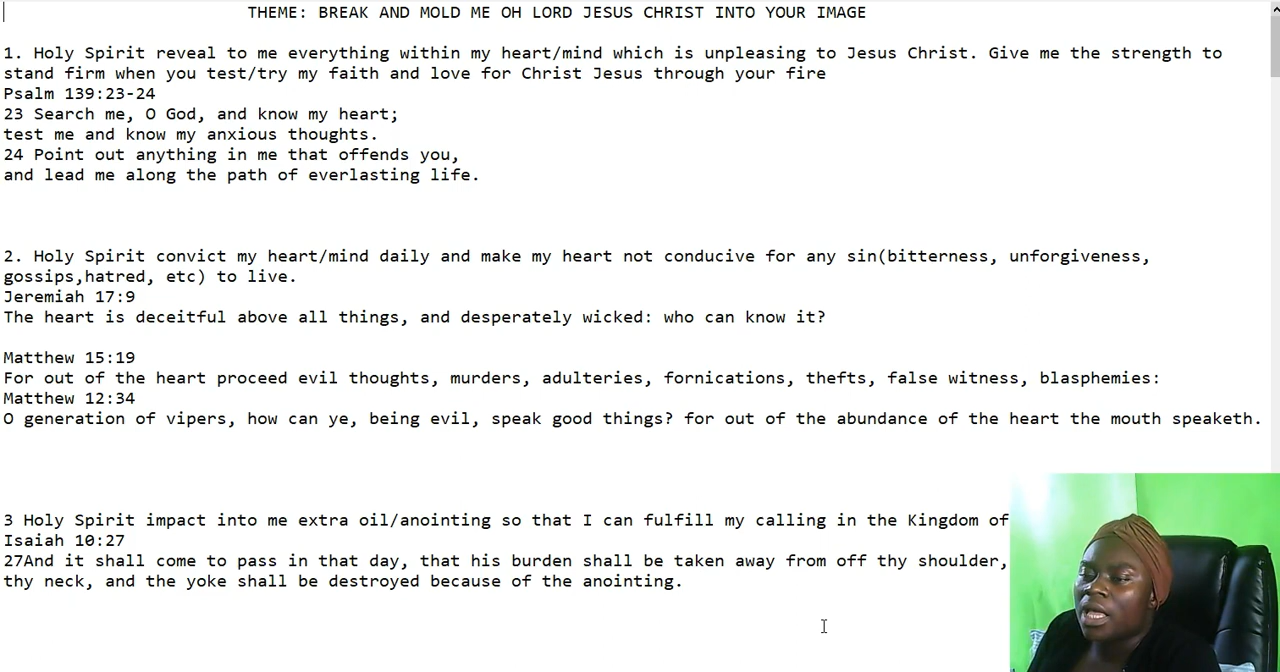 THEME: BREAK AND MOLD ME OH LORD JESUS CHRIST INTO YOUR IMAGE
1. Holy Spirit reveal to me everything within my heart/mind which is unpleasing to Jesus Christ. Give me the strength to
stand firm when you test/try my faith and love for Christ Jesus through your fire
Psalm 139:23-24
23 Search me, O God, and know my heart;
test me and know my anxious thoughts.
24 Point out anything in me that offends you,
and lead me along the path of everlasting life.
2. Holy Spirit convict my heart/mind daily and make my heart not conducive for any sin(bitterness, unforgiveness,
gossips,hatred, etc) to live.
Jeremiah 17:9
The heart is deceitful above all things, and desperately wicked: who can know it?
Matthew 15:19
For out of the heart proceed evil thoughts, murders, adulteries, fornications, thefts, false witness, blasphemies:
Matthew 12:34
O generation of vipers, how can ye, being evil, speak good things? for out of the abundance of the heart the mouth speaketh.
3 Holy Spirit impact into me extra oil/anointing so that I can fulfill my calling in the Kingdom of
Isaiah 10:27
27And it shall come to pass in that day, that his burden shall be taken away from off thy shoulder,
thy neck, and the yoke shall be destroyed because of the anointing.